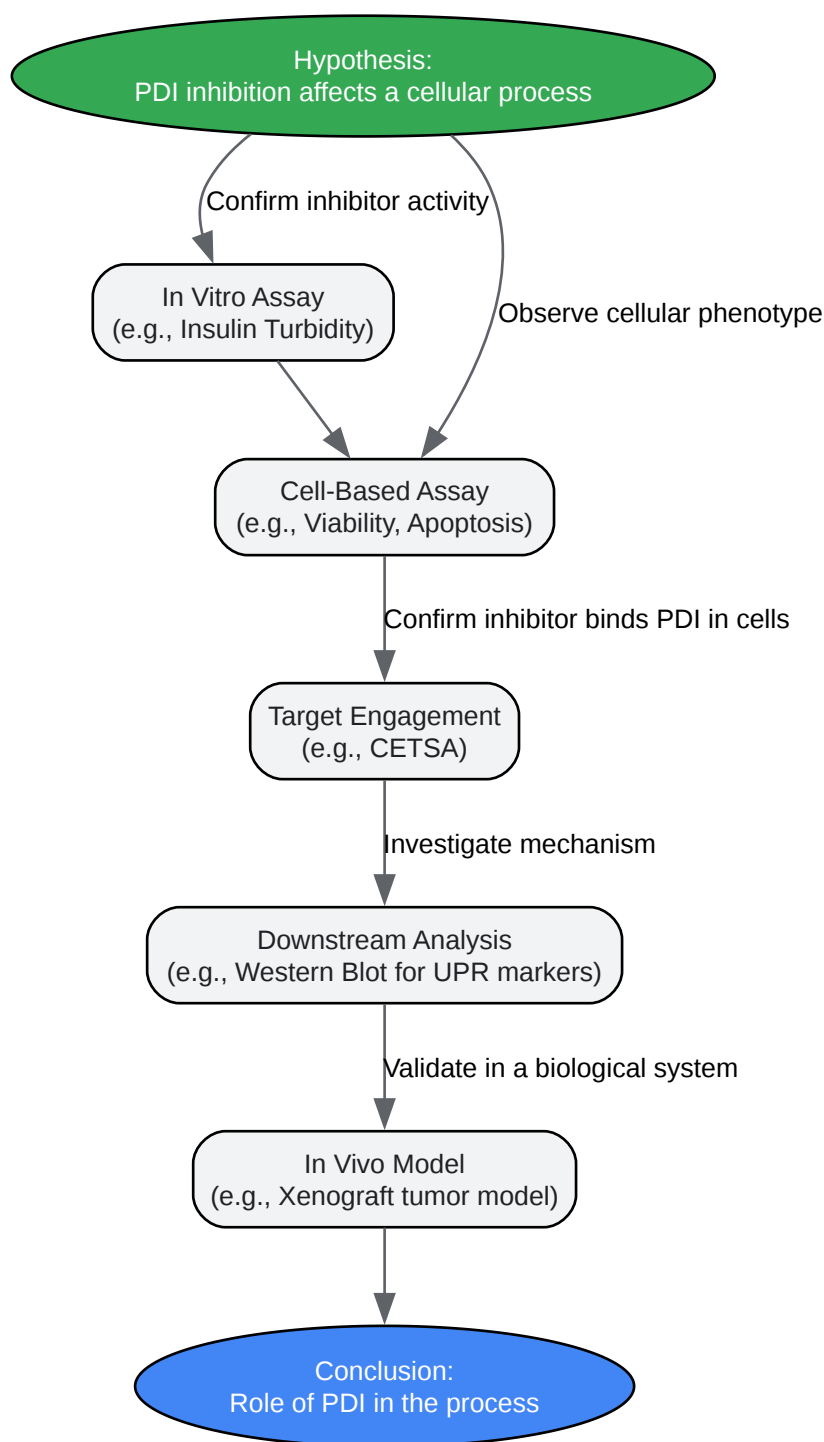 Hypothesis:
PDI inhibition affects a cellular process
Confirm inhibitor activity
In Vitro Assay
(e.g., Insulin Turbidity)
Observe cellular phenotype
Cell-Based Assay
(e.g., Viability, Apoptosis)
Confirm inhibitor binds PDI in cells
Target Engagement
(e.g., CETSA)
Investigate mechanism
Downstream Analysis
(e.g., Western Blot for UPR markers)
Validate in a biological system
In Vivo Model
(e.g., Xenograft tumor model)
Conclusion:
Role of PDI in the process